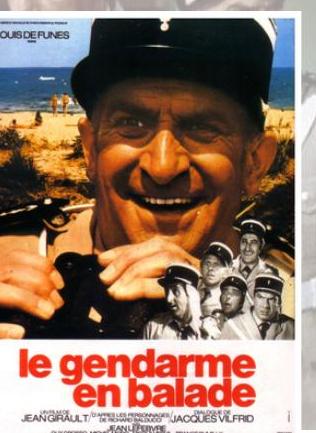 OUIS DE FUNES
le gendarme
en balade
UN FILM DE
JEAN GIRAULT / D'APRES LES PERSONNAGES
DE RICHARD BALDUCCI / DIALOGUE DE
JACQUES VILFRID
JEAN LEFEBVRE